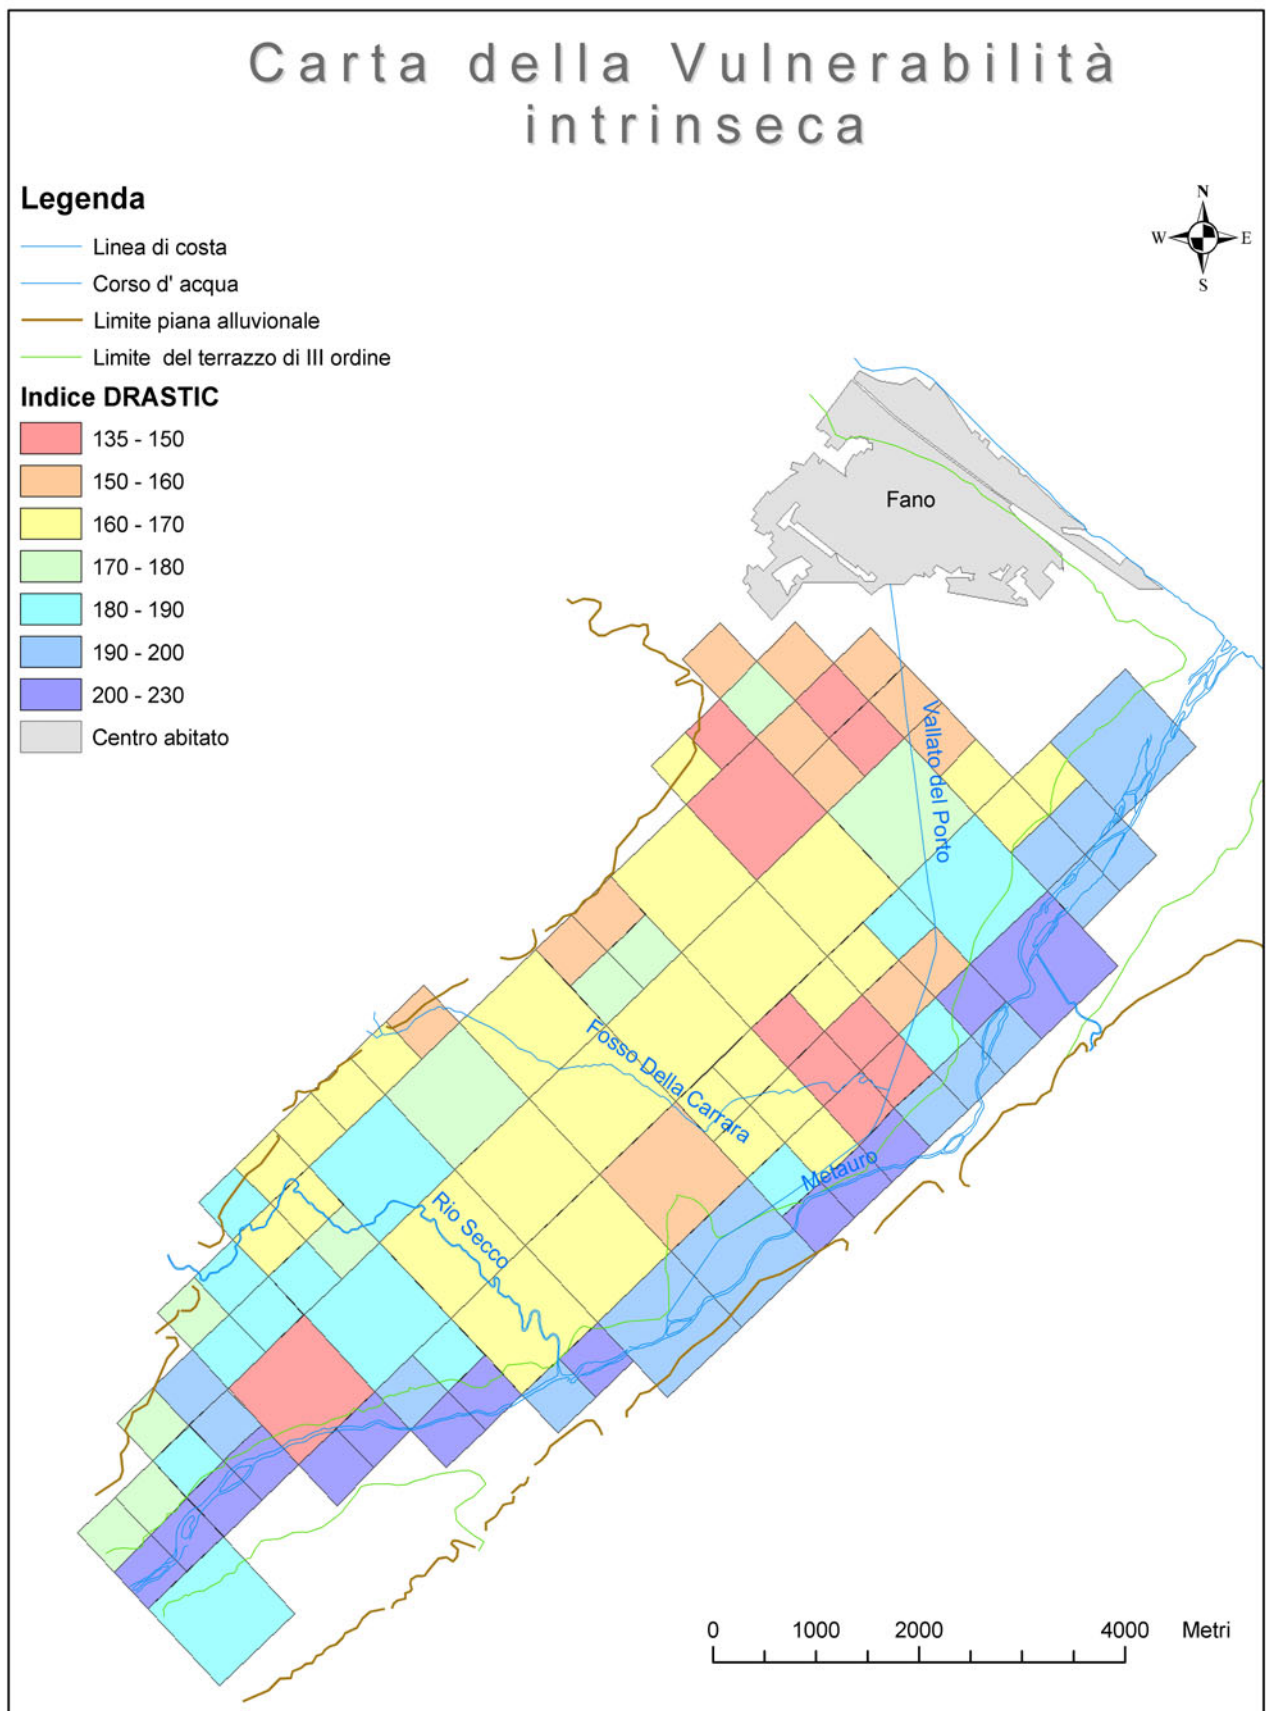 Carta della Vulnerabilità
intrinseca
Legenda
Linea di costa
Corso d' acqua
Limite piana alluvionale
Limite del terrazzo di III ordine
Indice DRASTIC
135 - 150
150 - 160
160 - 170
170 - 180
180 - 190
190 - 200
200 - 230
Centro abitato
N
W E
S
Fano
Vallato del Porto
Fosso Della Carrara
Metauro
Rio Secco
0 1000 2000 4000 Metri